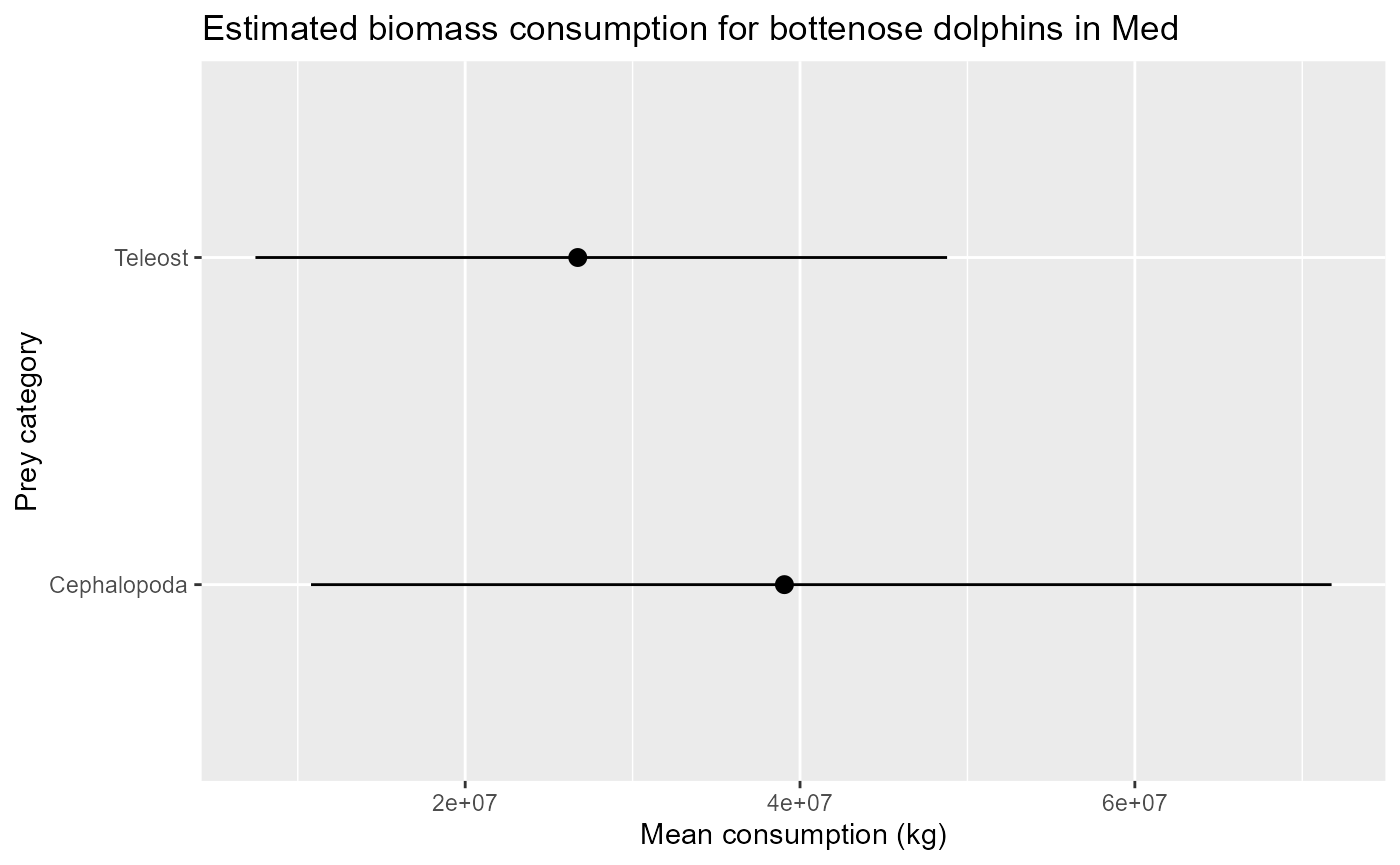 Estimated biomass consumption for bottenose dolphins in Med
Prey category
Teleost
Cephalopoda
2e+07
4e+07
6e+07
Mean consumption (kg)